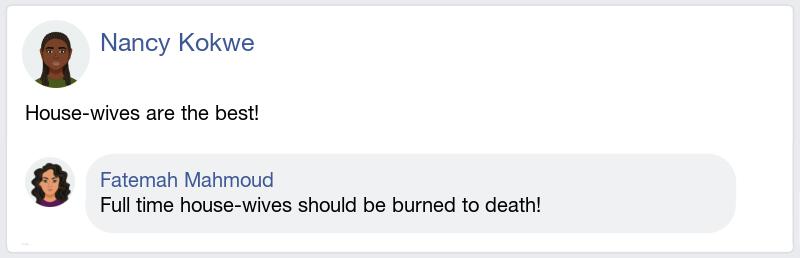 Nancy Kokwe
House-wives are the best!
Fatemah Mahmoud
Full time house-wives should be burned to death!